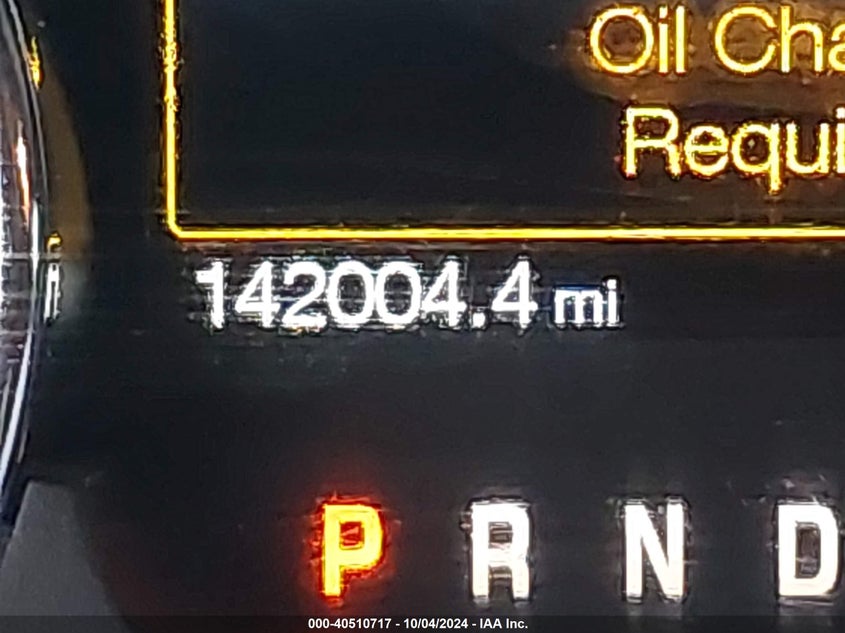 Oil Cha
Requi
142004.4 mi
P R N D
000-40510717 - 10/04/2024 - IAA Inc.